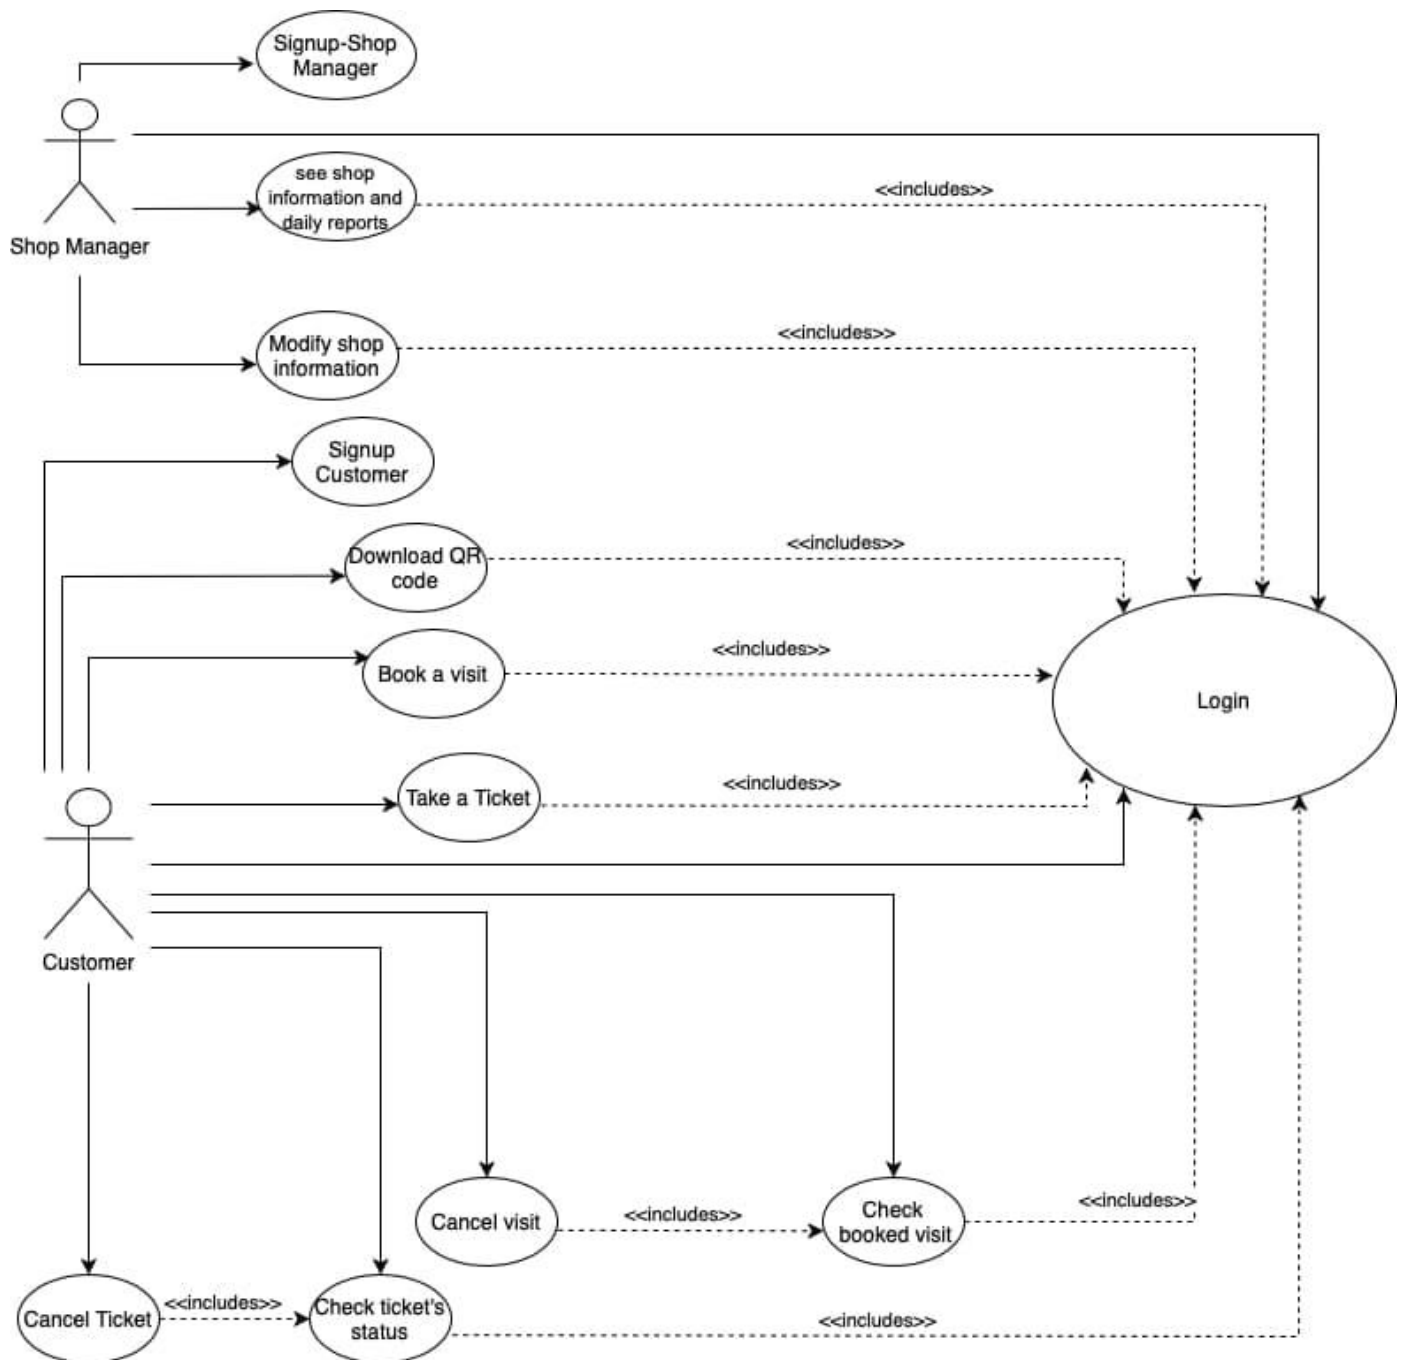 Signup-Shop
Manager
see shop
information and
daily reports
<<includes>>
Shop Manager
Modify shop
information
<<includes>>
Signup
Customer
Download QR
code
<<includes>>
Book a visit
<<includes>>
Login
Take a Ticket
<<includes>>
Customer
Cancel visit
<<includes>>
Check
booked visit
<<includes>>
Cancel Ticket
<<includes>>
Check ticket's
status
<<includes>>